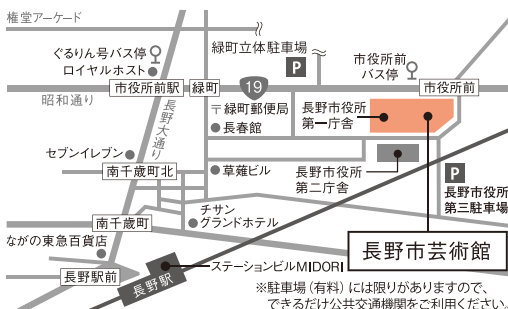 権堂アーケード
ぐるりん号バス停
ロイヤルホスト
緑町立体駐車場
P
市役所前
バス停
市役所前駅
緑町
19
市役所前
昭和通り
長野大通り
〒緑町郵便局
長春館
長野市役所
第一庁舎
セブンイレブン
草薙ビル
長野市役所
第二庁舎
P
長野市役所
第三駐車場
南千歳町北
南千歳町
チサン
グランドホテル
ながの東急百貨店
長野市芸術館
長野駅前
長野駅
ステーションビルMIDORI
※駐車場（有料）には限りがありますので、
できるだけ公共交通機関をご利用ください。